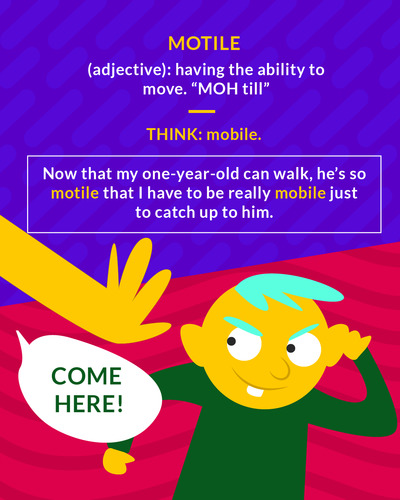 MOTILE
(adjective): having the ability to
move. “MOH till”
THINK: mobile.
Now that my one-year-old can walk, he’s so
motile that I have to be really mobile just
to catch up to him.
COME
HERE!